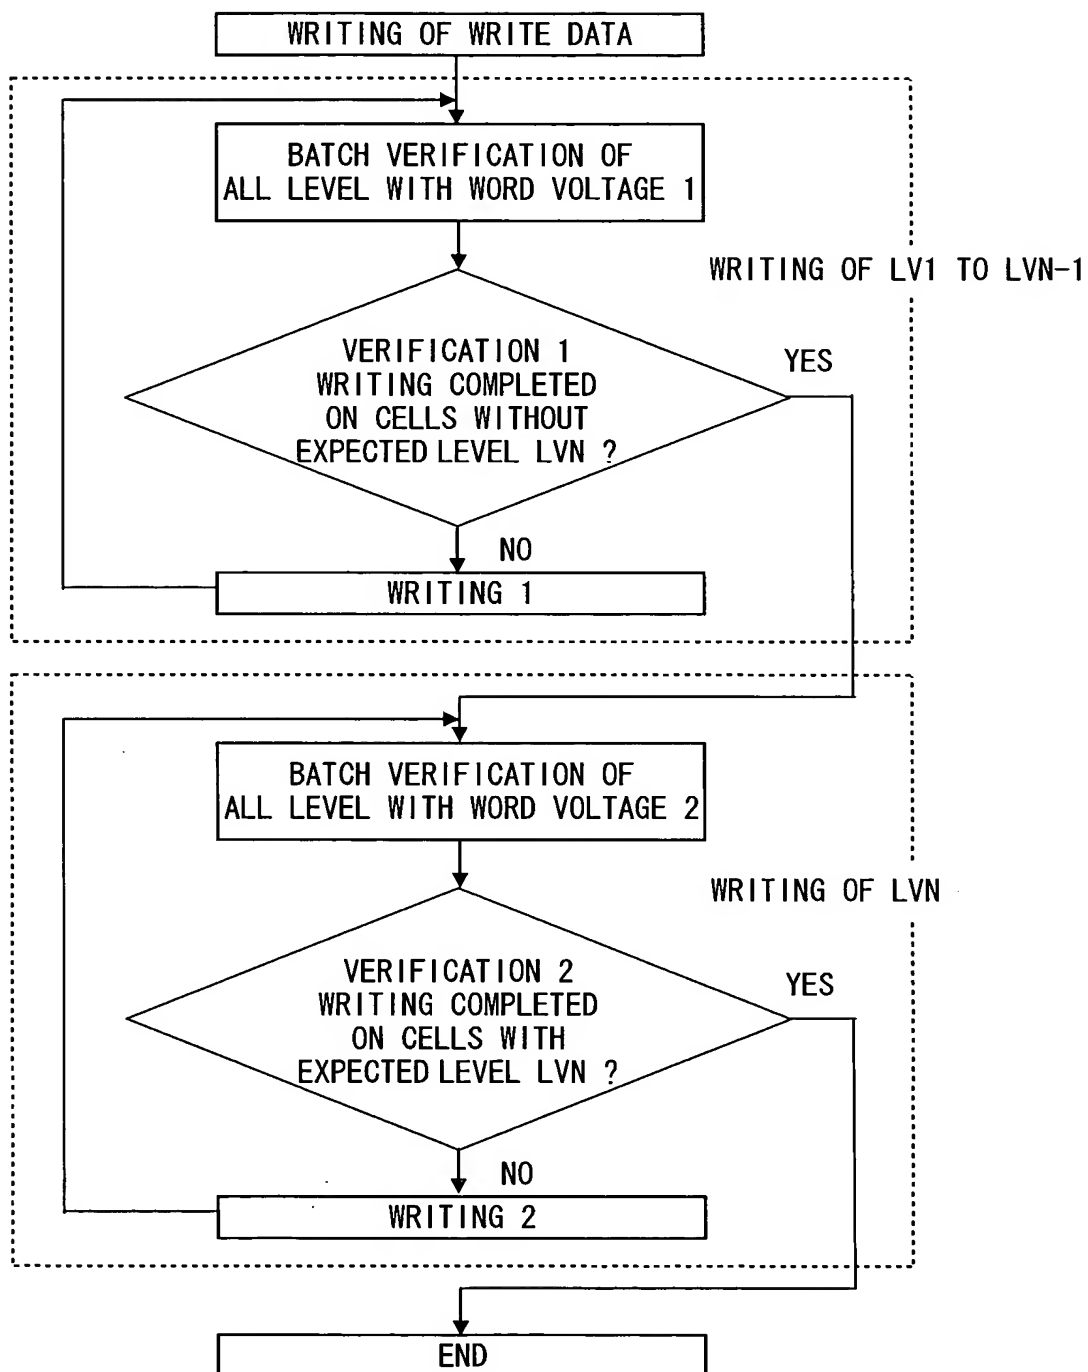 WRITING OF WRITE DATA
BATCH VERIFICATION OF
ALL LEVEL WITH WORD VOLTAGE 1
WRITING OF LV1 TO LVN-1
VERIFICATION 1
WRITING COMPLETED
ON CELLS WITHOUT
EXPECTED LEVEL LVN ?
YES
NO
WRITING 1
BATCH VERIFICATION OF
ALL LEVEL WITH WORD VOLTAGE 2
WRITING OF LVN
VERIFICATION 2
WRITING COMPLETED
ON CELLS WITH
EXPECTED LEVEL LVN ?
YES
NO
WRITING 2
END